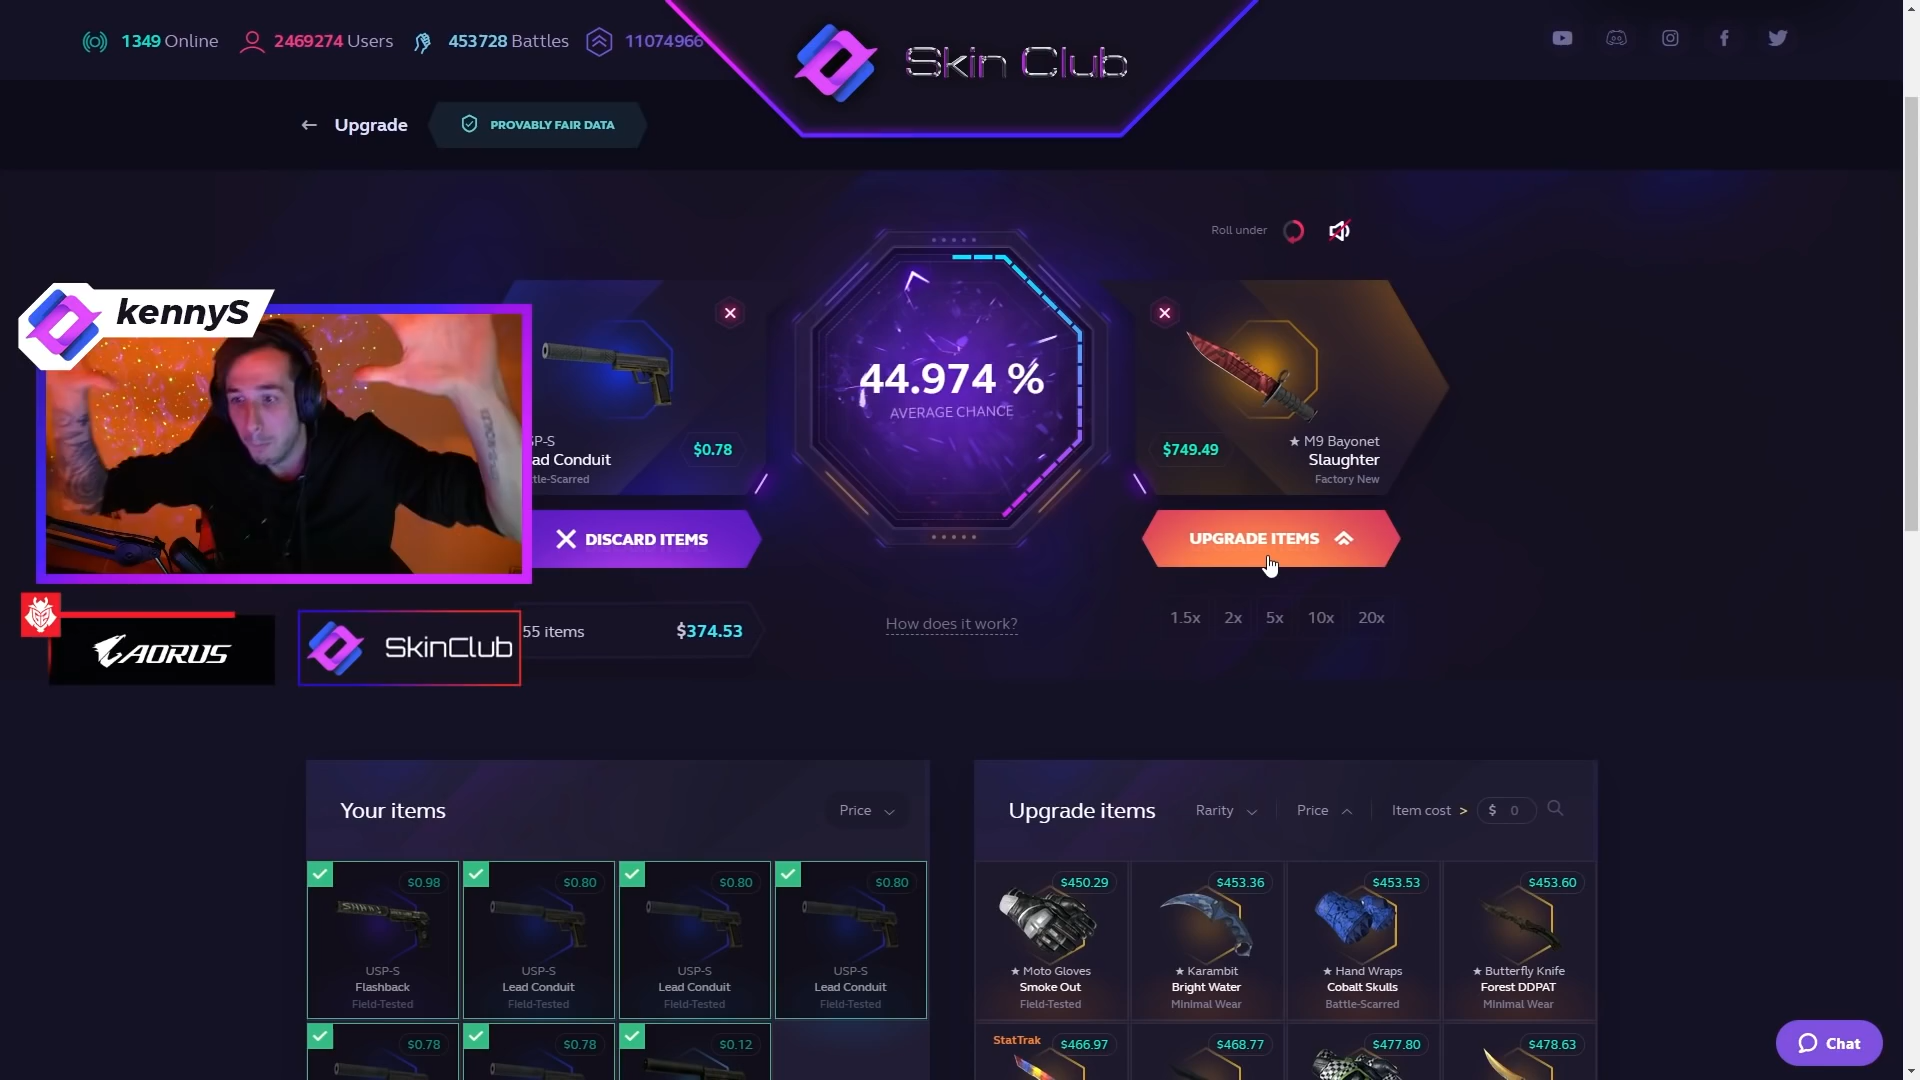 1349 Online
2469274 Users
453728 Battles
11074966
Skin Club
Upgrade
PROVABLY FAIR DATA
Roll under
kennyS
44.974 %
AVERAGE CHANCE
SP-S
ad Conduit
tle-Scarred
$0.78
$749.49
★ M9 Bayonet
Slaughter
Factory New
DISCARD ITEMS
UPGRADE ITEMS
AORUS
SkinClub
55 items
$374.53
How does it work?
1.5x 2x 5x 10x 20x
Your items
Price
Upgrade items
Rarity
Price
Item cost >
$ 0
$0.98
USP-S
Flashback
Field-Tested
$0.80
USP-S
Lead Conduit
Field-Tested
$0.80
USP-S
Lead Conduit
Field-Tested
$0.80
USP-S
Lead Conduit
Field-Tested
$450.29
★ Moto Gloves
Smoke Out
Field-Tested
$453.36
★ Karambit
Bright Water
Minimal Wear
$453.53
★ Hand Wraps
Cobalt Skulls
Battle-Scarred
$453.60
★ Butterfly Knife
Forest DDPAT
Minimal Wear
$0.78
$0.78
$0.12
StatTrak
$466.97
$468.77
$477.80
$478.63
Chat